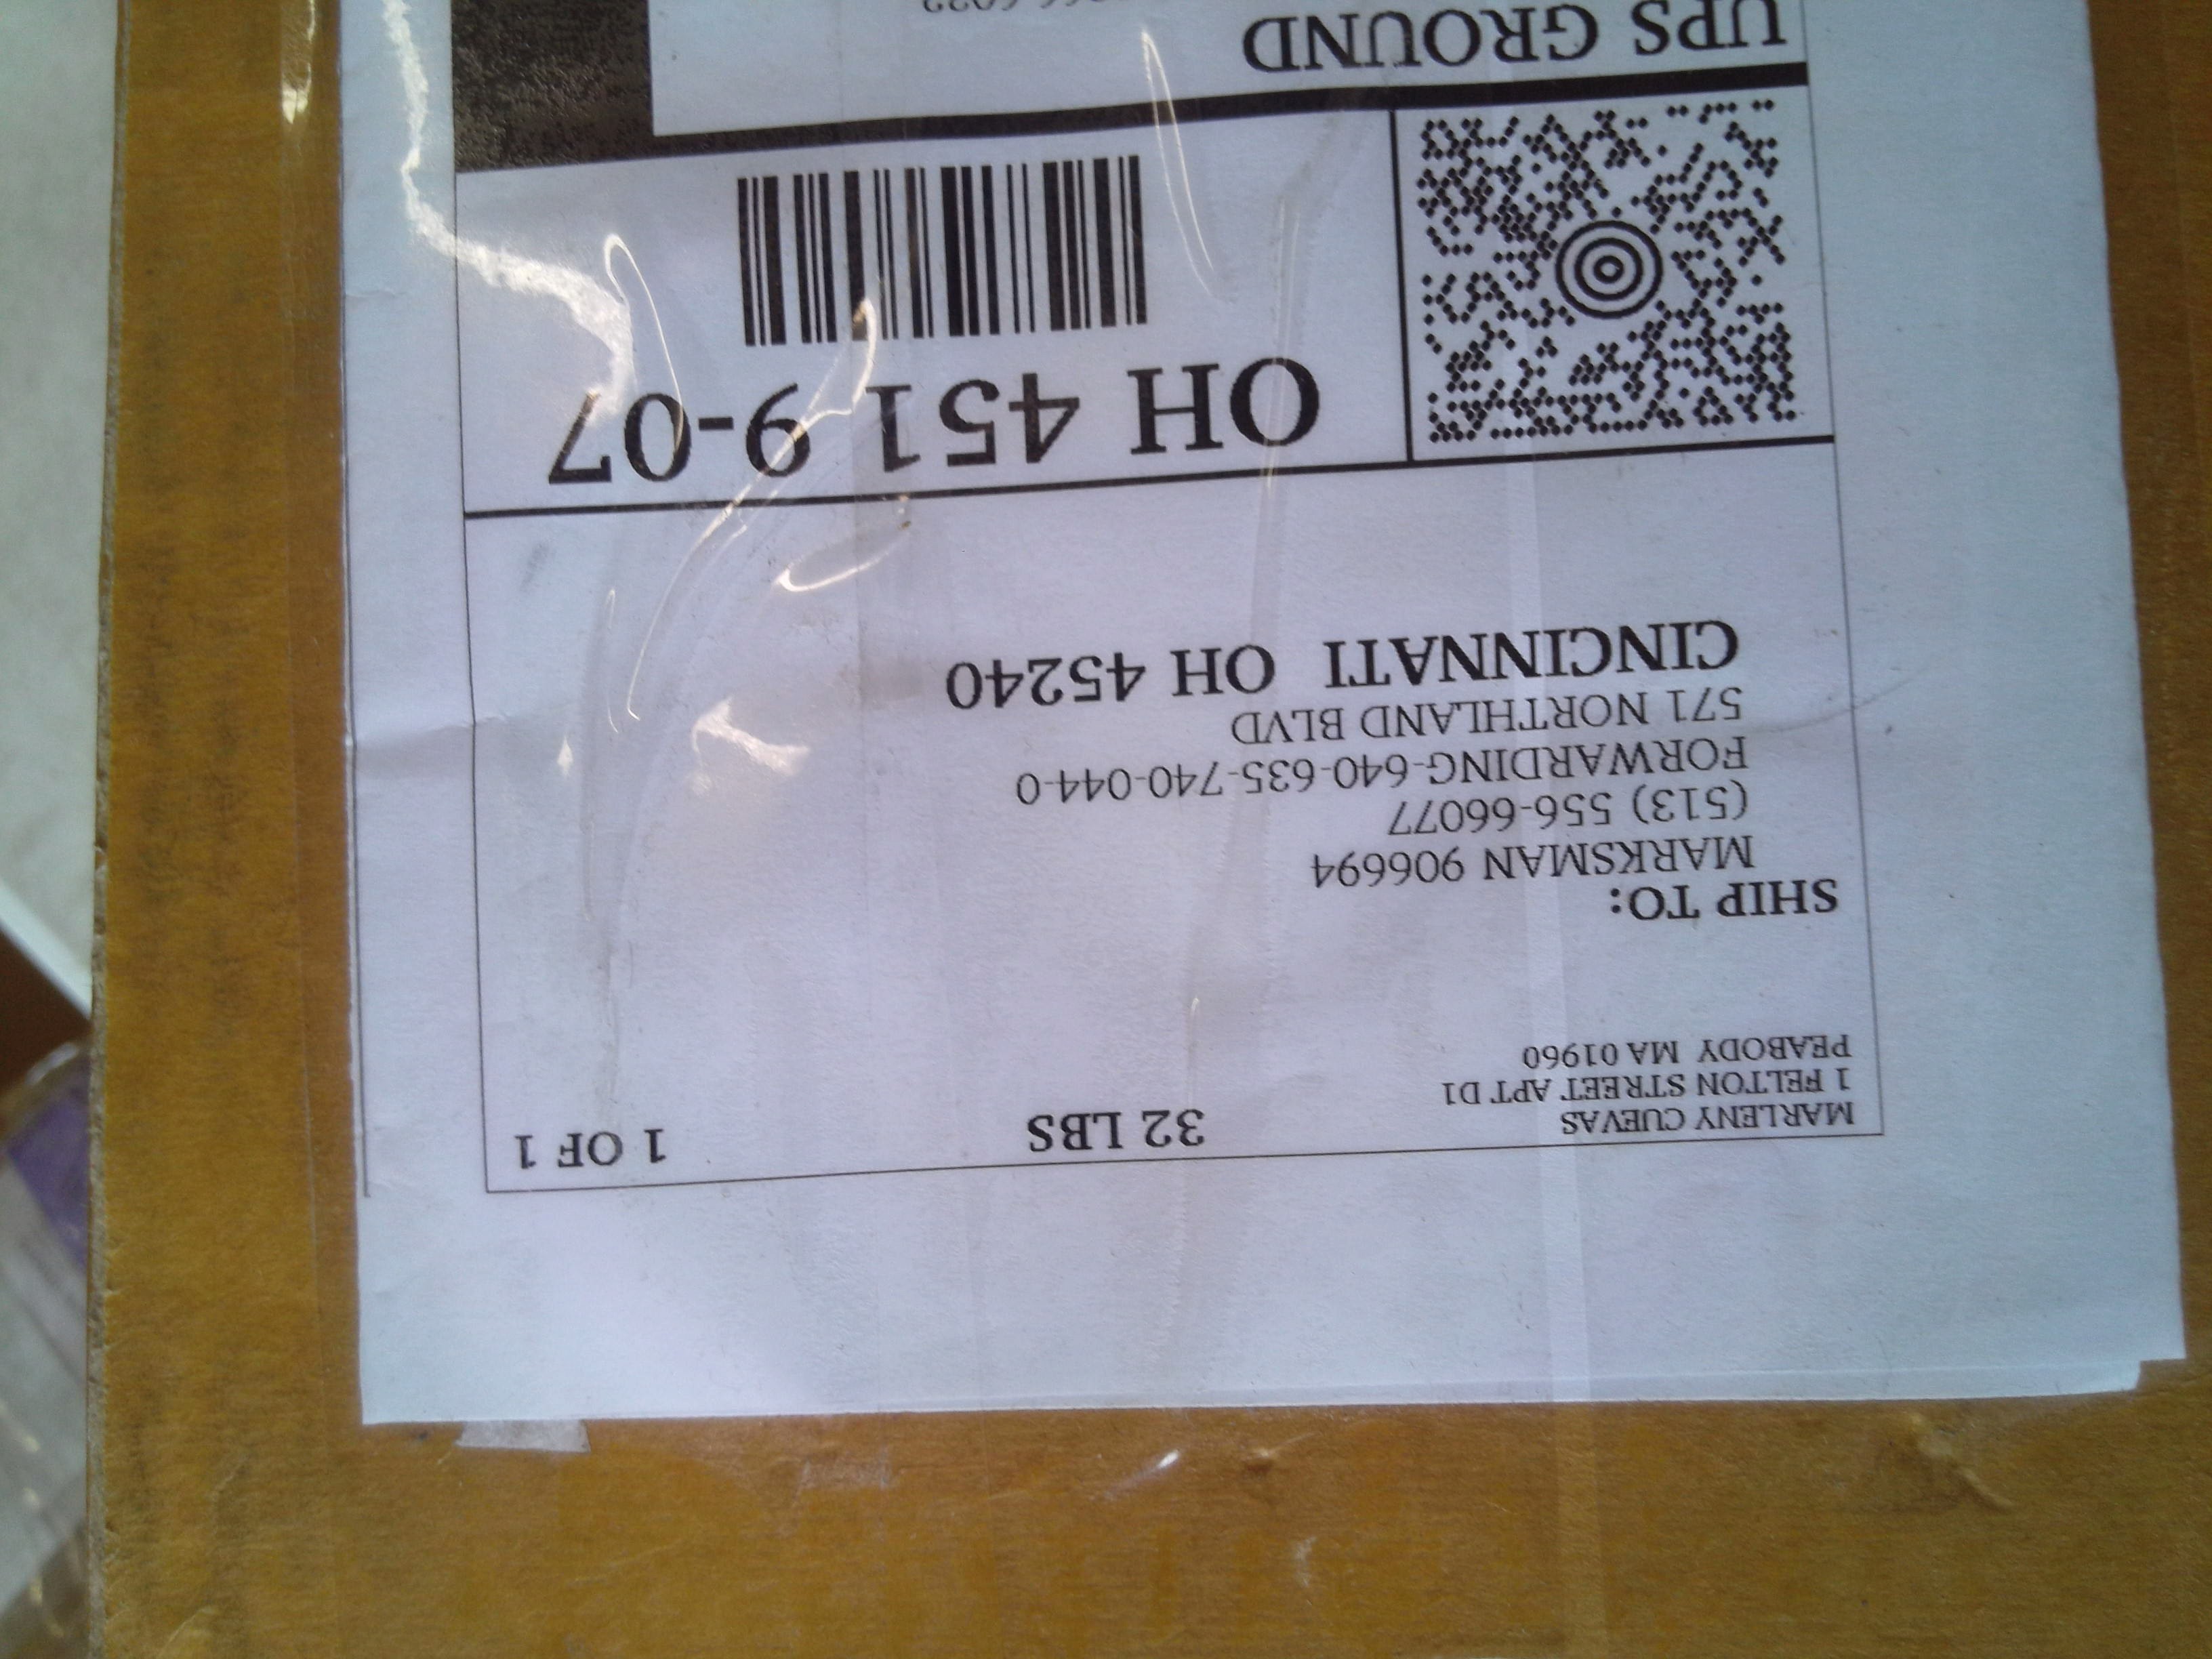 MARLENY CUEVAS
1 FELTON STREET APT D1
PEABODY MA 01960
32 LBS
1 OF 1
SHIP TO:
MARKSMAN 906694
(513) 556-66077
FORWARDING-640-635-740-044-0
571 NORTHLAND BLVD
CINCINNATI OH 45240
OH 451 9-07
UPS GROUND